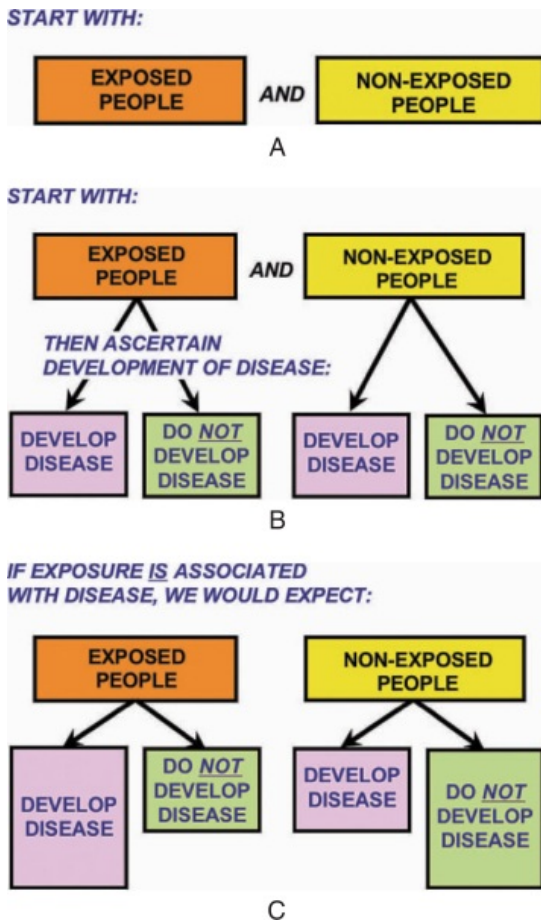 START WITH:
EXPOSED
PEOPLE
AND
NON-EXPOSED
PEOPLE
A
START WITH:
EXPOSED
PEOPLE
AND
NON-EXPOSED
PEOPLE
THEN ASCERTAIN
DEVELOPMENT OF DISEASE:
DEVELOP
DISEASE
DO NOT
DEVELOP
DISEASE
DEVELOP
DISEASE
DO NOT
DEVELOP
DISEASE
B
IF EXPOSURE IS ASSOCIATED
WITH DISEASE, WE WOULD EXPECT:
EXPOSED
PEOPLE
NON-EXPOSED
PEOPLE
DEVELOP
DISEASE
DO NOT
DEVELOP
DISEASE
DEVELOP
DISEASE
DO NOT
DEVELOP
DISEASE
C